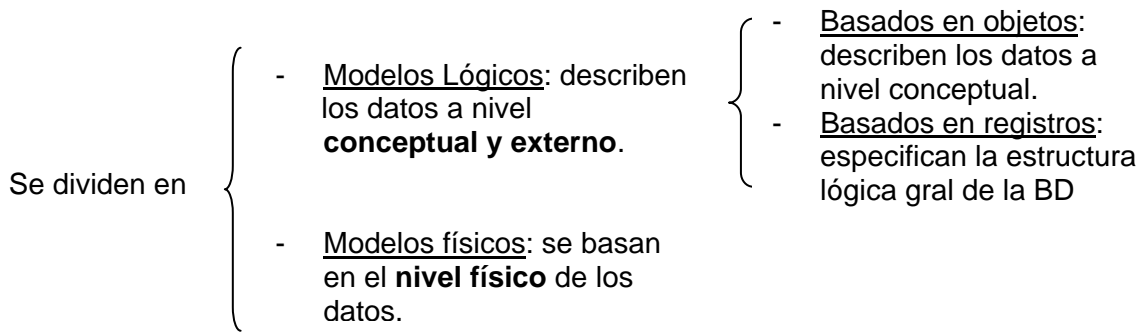 Se dividen en
- Modelos Lógicos: describen
los datos a nivel
conceptual y externo.
- Modelos físicos: se basan
en el nivel físico de los
datos.
- Basados en objetos:
describen los datos a
nivel conceptual.
- Basados en registros:
especifican la estructura
lógica gral de la BD